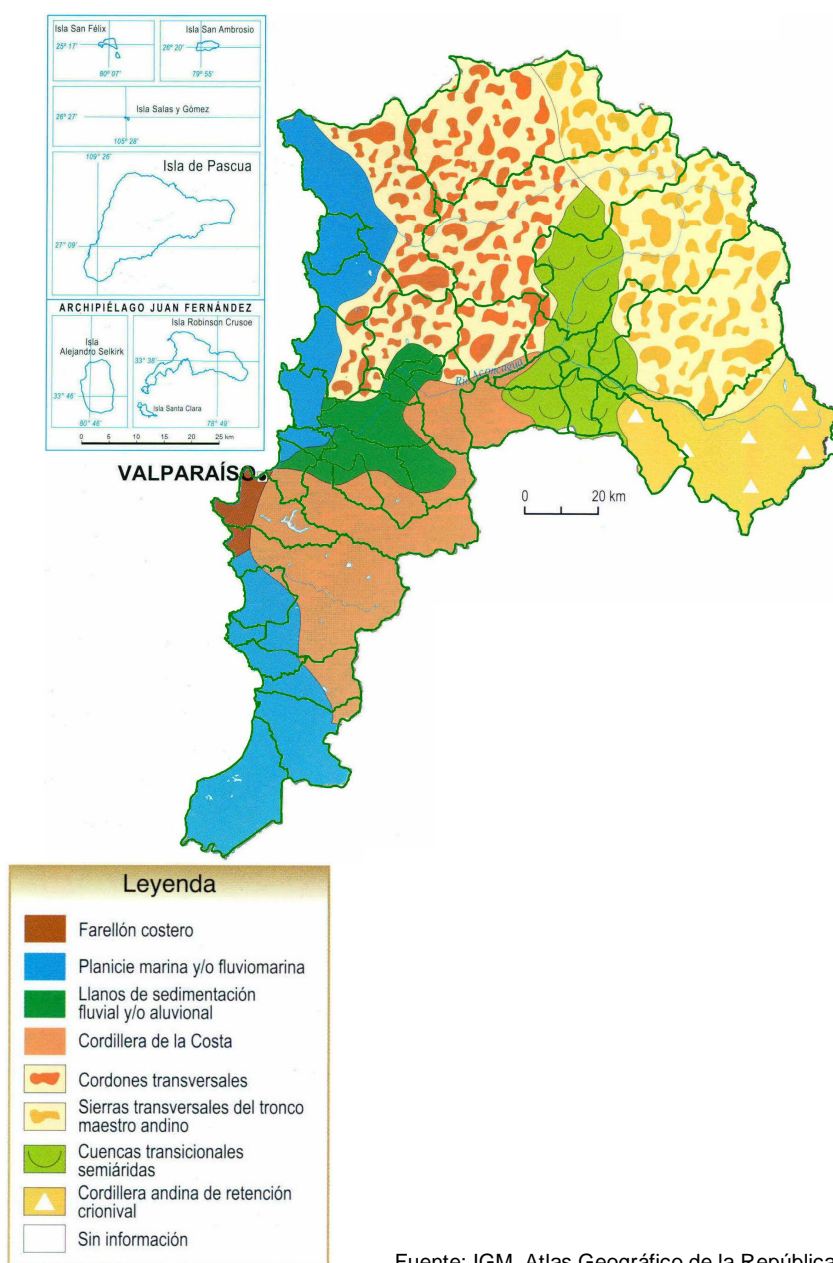 Isla San Félix
25° 17'
80° 07'
Isla San Ambrosio
26° 20'
79° 55'
Isla Salas y Gómez
26° 27'
105° 28'
109° 26'
Isla de Pascua
27° 09'
ARCHIPIÉLAGO JUAN FERNÁNDEZ
Isla
Alejandro Selkirk
33° 46'
80° 46'
Isla Robinson Crusoe
33° 38'
Isla Santa Clara
78° 49'
0 5 10 15 20 25 km
Río Aconcagua
VALPARAÍSO
0 20 km
Leyenda
Farellón costero
Planicie marina y/o fluviomarina
Llanos de sedimentación
fluvial y/o aluvional
Cordillera de la Costa
Cordones transversales
Sierras transversales del tronco
maestro andino
Cuencas transicionales
semiáridas
Cordillera andina de retención
crionival
Sin información
Fuente: IGM, Atlas Geográfico de la República